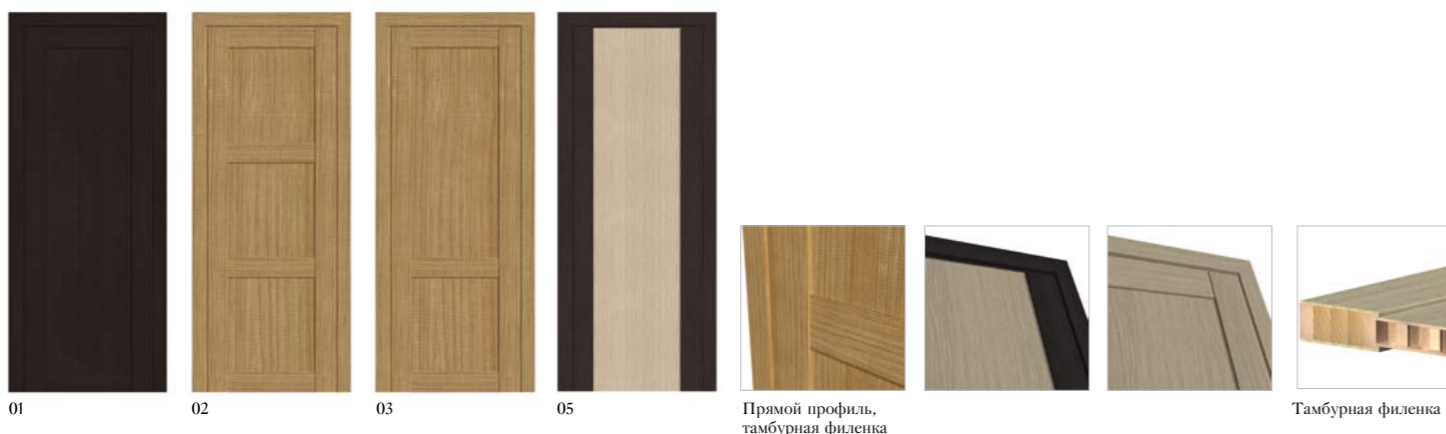 01
02
03
05
Прямой профиль,
тамбурная филенка
Тамбурная филенка